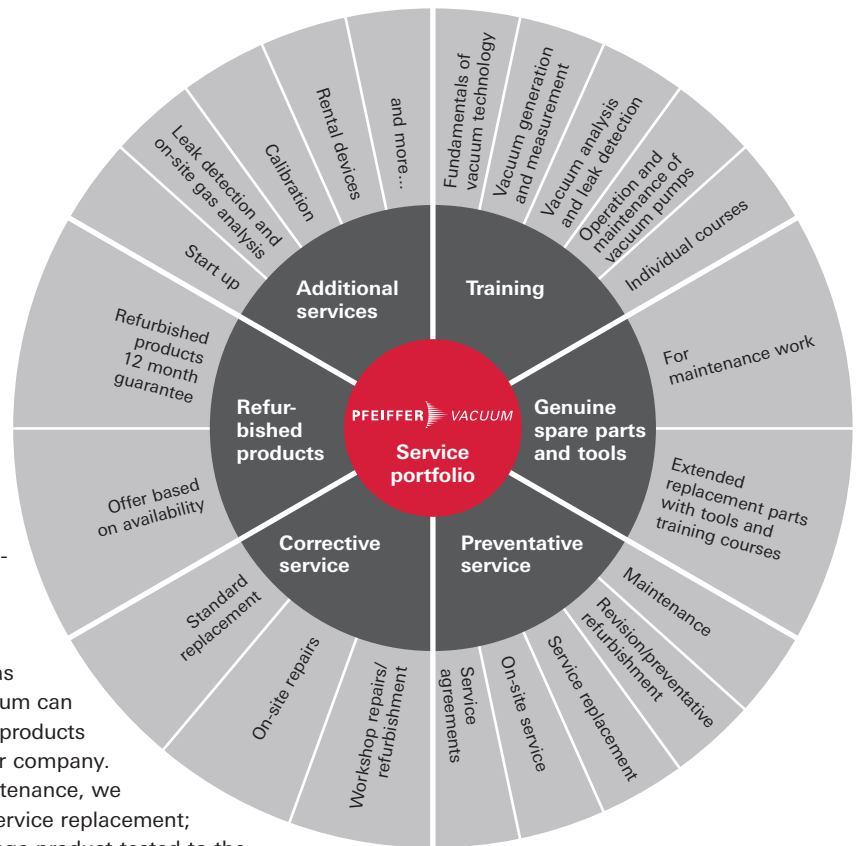 Fundamentals of
vacuum technology
Vacuum generation
and measurement
Vacuum analysis
and leak detection
Operation and
maintenance of
vacuum pumps
Individual courses
Training
For
maintenance work
Extended
replacement parts
with tools and
training courses
Genuine
spare parts
and tools
Maintenance
Revision/preventative
refurbishment
Service replacement
On-site service
Service
agreements
Preventative
service
Workshop repairs/
refurbishment
On-site repairs
Standard
replacement
Corrective
service
Offer based
on availability
Refurbished
products
12 month
guarantee
Refur-
bished
products
Start up
Leak detection and
on-site gas analysis
Calibration
Rental devices
and more...
Additional
services
PFEIFFER VACUUM
Service
portfolio
-
as
um can
products
r company.
tenance, we
ervice replacement;
product tested to the